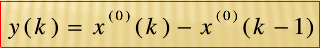 y(k) = x^{(0)}(k) − x^{(0)}(k − 1)